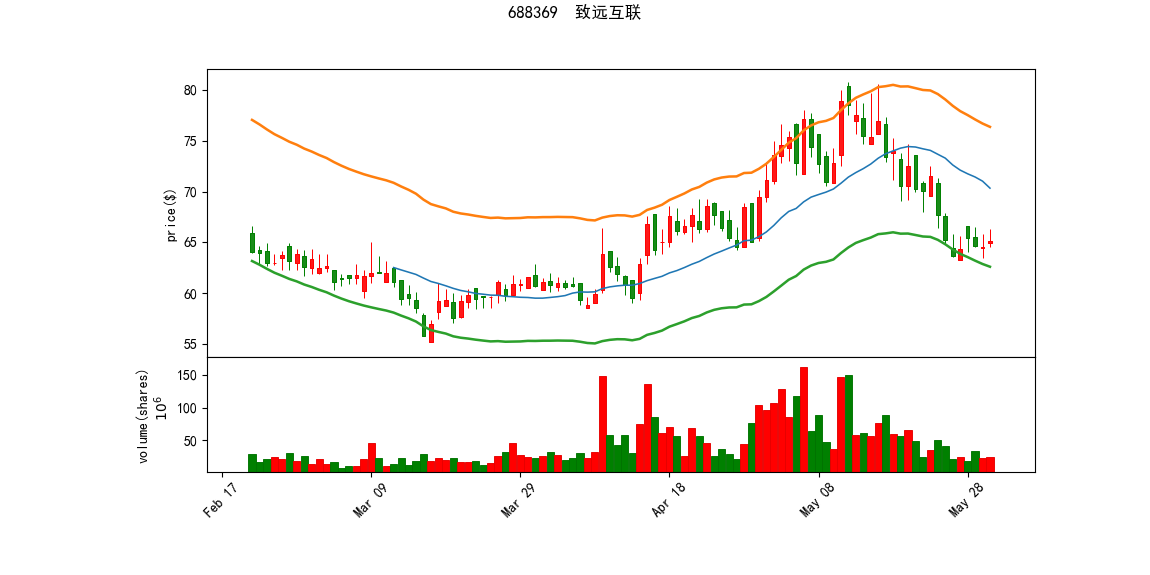 688369 致远互联
price($)
80
75
70
65
60
55
volume(shares)
10^6
150
100
50
Feb 17
Mar 09
Mar 29
Apr 18
May 08
May 28